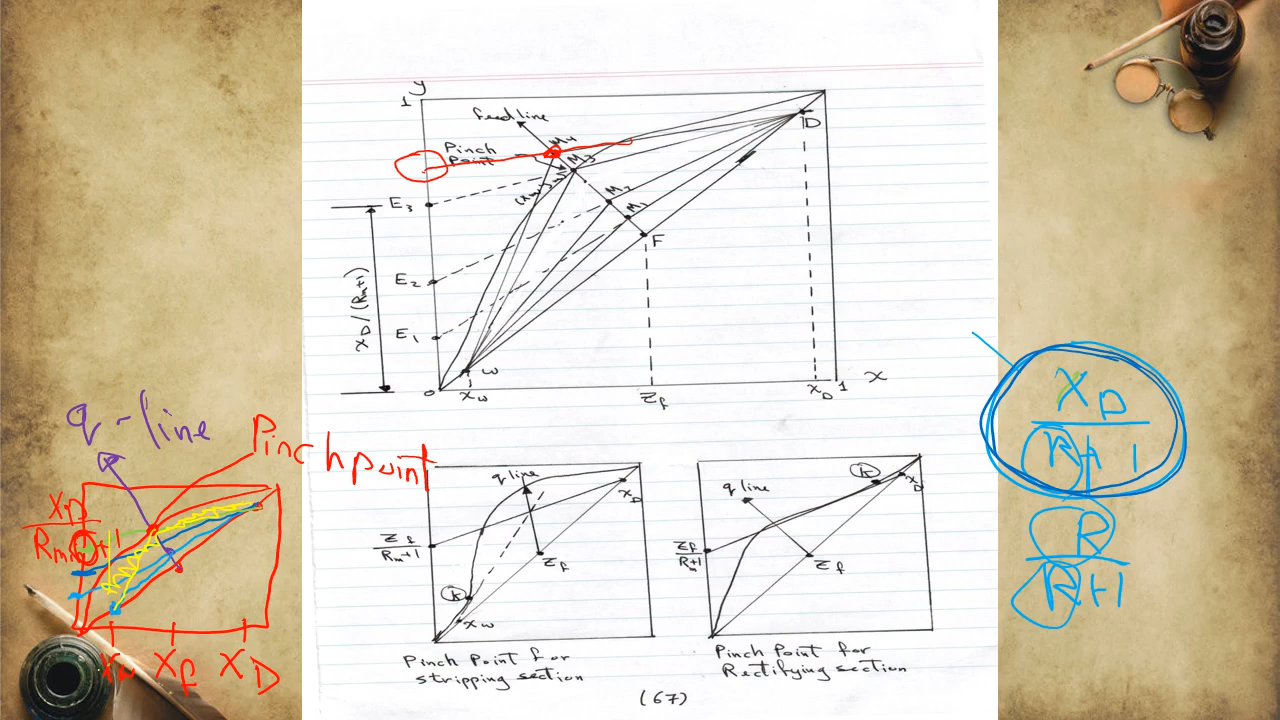 y
1
feed line
Pinch
Point
M4
M3
M2
M1
D
F
E3
E2
E1
xD/(Rm+1)
W
0
xw
zf
xD
1
x
q-line
Pinch point
xD
Rmin+1
xw xf xD
xD
R+1
R
R+1
q line
xD
zf
Rm+1
zf
k
xw
Pinch Point for
stripping section
k
q line
xD
zf
Rm+1
zf
Pinch Point for
Rectifying section
(67)